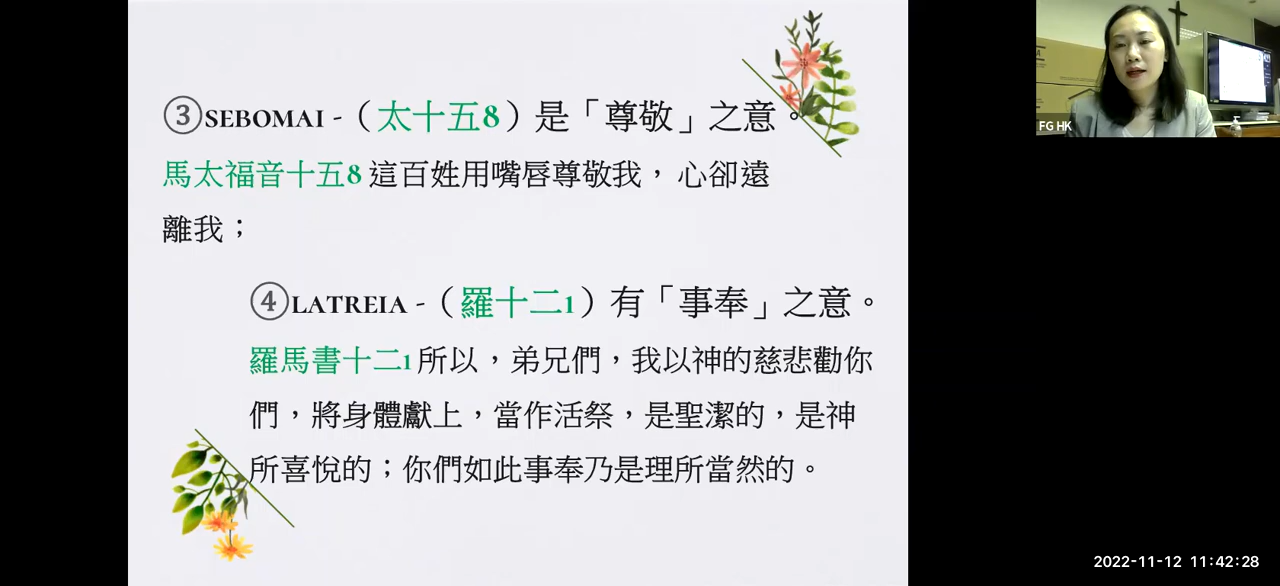 ③SEBOMAI -（太十五8）是「尊敬」之意。
馬太福音十五8 這百姓用嘴唇尊敬我， 心卻遠
離我；
④LATREIA -（羅十二1）有「事奉」之意。
羅馬書十二1 所以，弟兄們，我以神的慈悲勸你
們，將身體獻上，當作活祭，是聖潔的，是神
所喜悅的；你們如此事奉乃是理所當然的。
FG HK
2022-11-12 11:42:28